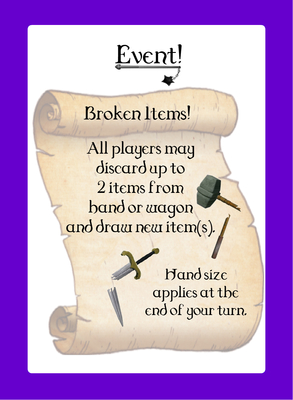 Event!
Broken Items!
All players may
discard up to
2 items from
hand or wagon
and draw new item(s).
Hand size
applies at the
end of your turn.